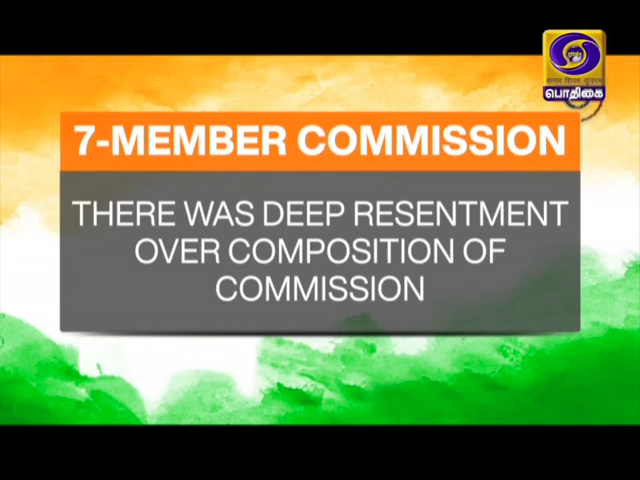 பொதிகை
7-MEMBER COMMISSION
THERE WAS DEEP RESENTMENT
OVER COMPOSITION OF
COMMISSION